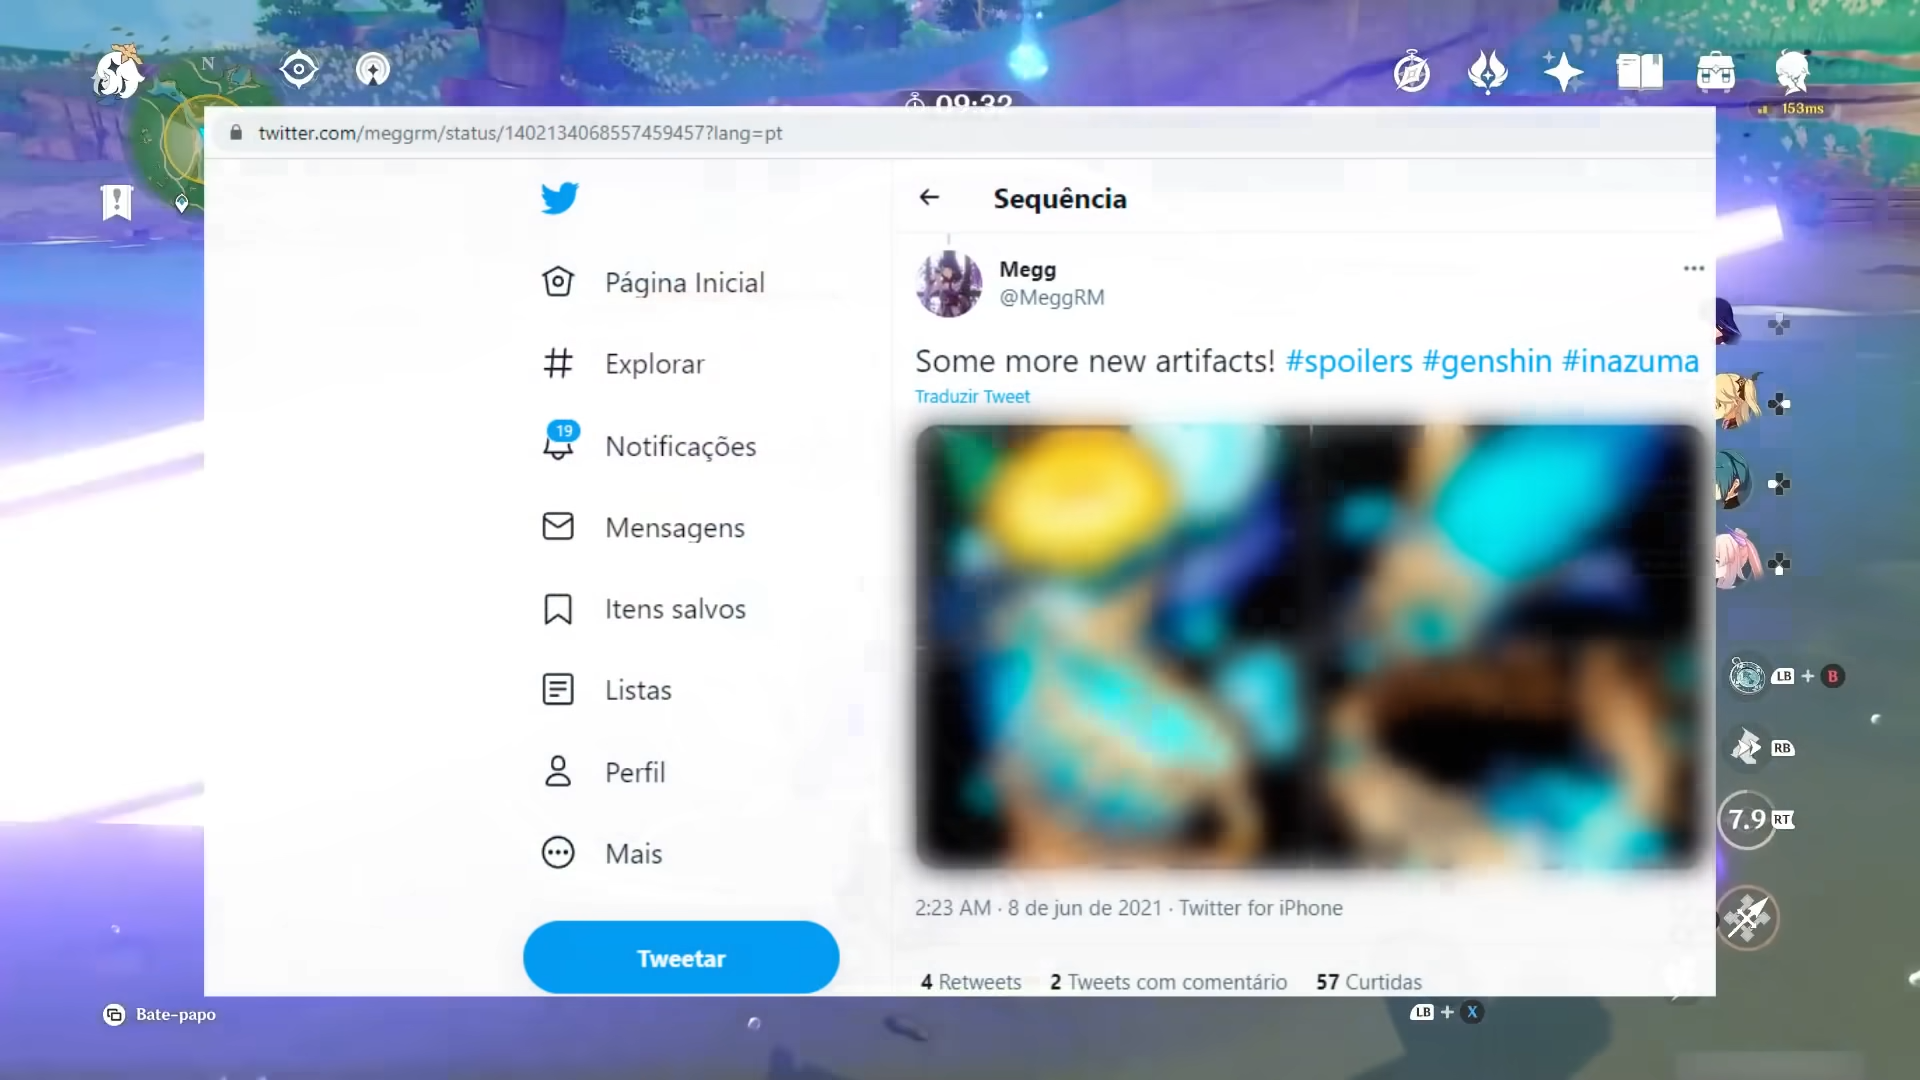 N
09:32
153ms
twitter.com/meggrm/status/1402134068557459457?lang=pt
Sequência
Página Inicial
Explorar
19
Notificações
Mensagens
Itens salvos
Listas
Perfil
Mais
Tweetar
Megg
@MeggRM
Some more new artifacts! #spoilers #genshin #inazuma
Traduzir Tweet
2:23 AM · 8 de jun de 2021 · Twitter for iPhone
4 Retweets 2 Tweets com comentário 57 Curtidas
LB + B
RB
7.9 RT
Bate-papo
LB + X